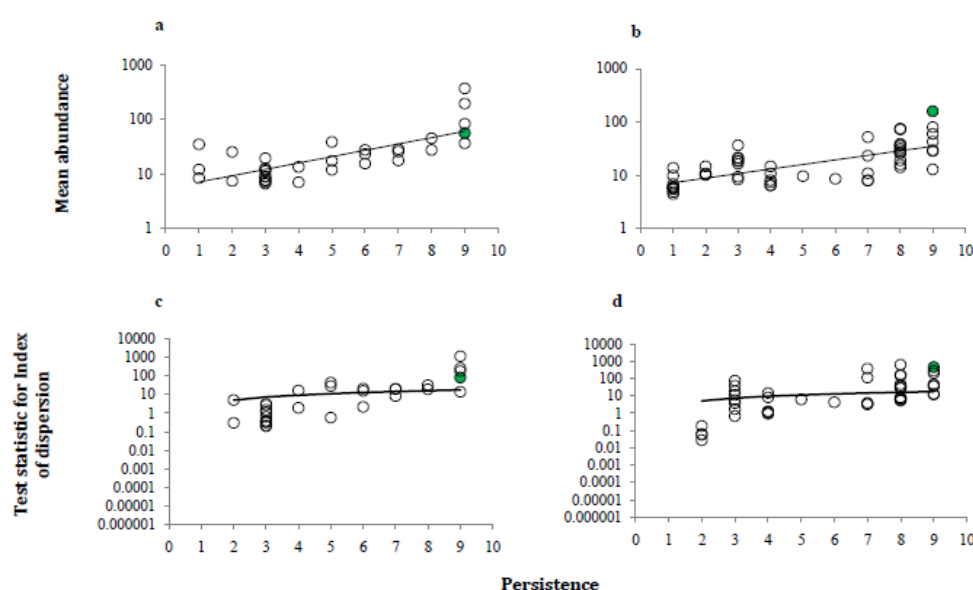 a
b
1000
100
10
1
0 1 2 3 4 5 6 7 8 9 10
1000
100
10
1
0 1 2 3 4 5 6 7 8 9 10
Mean abundance
c
d
10000
1000
100
10
1
0.1
0.01
0.001
0.0001
0.00001
0.000001
0 1 2 3 4 5 6 7 8 9 10
10000
1000
100
10
1
0.1
0.01
0.001
0.0001
0.00001
0.000001
0 1 2 3 4 5 6 7 8 9 10
Test statistic for Index
of dispersion
Persistence